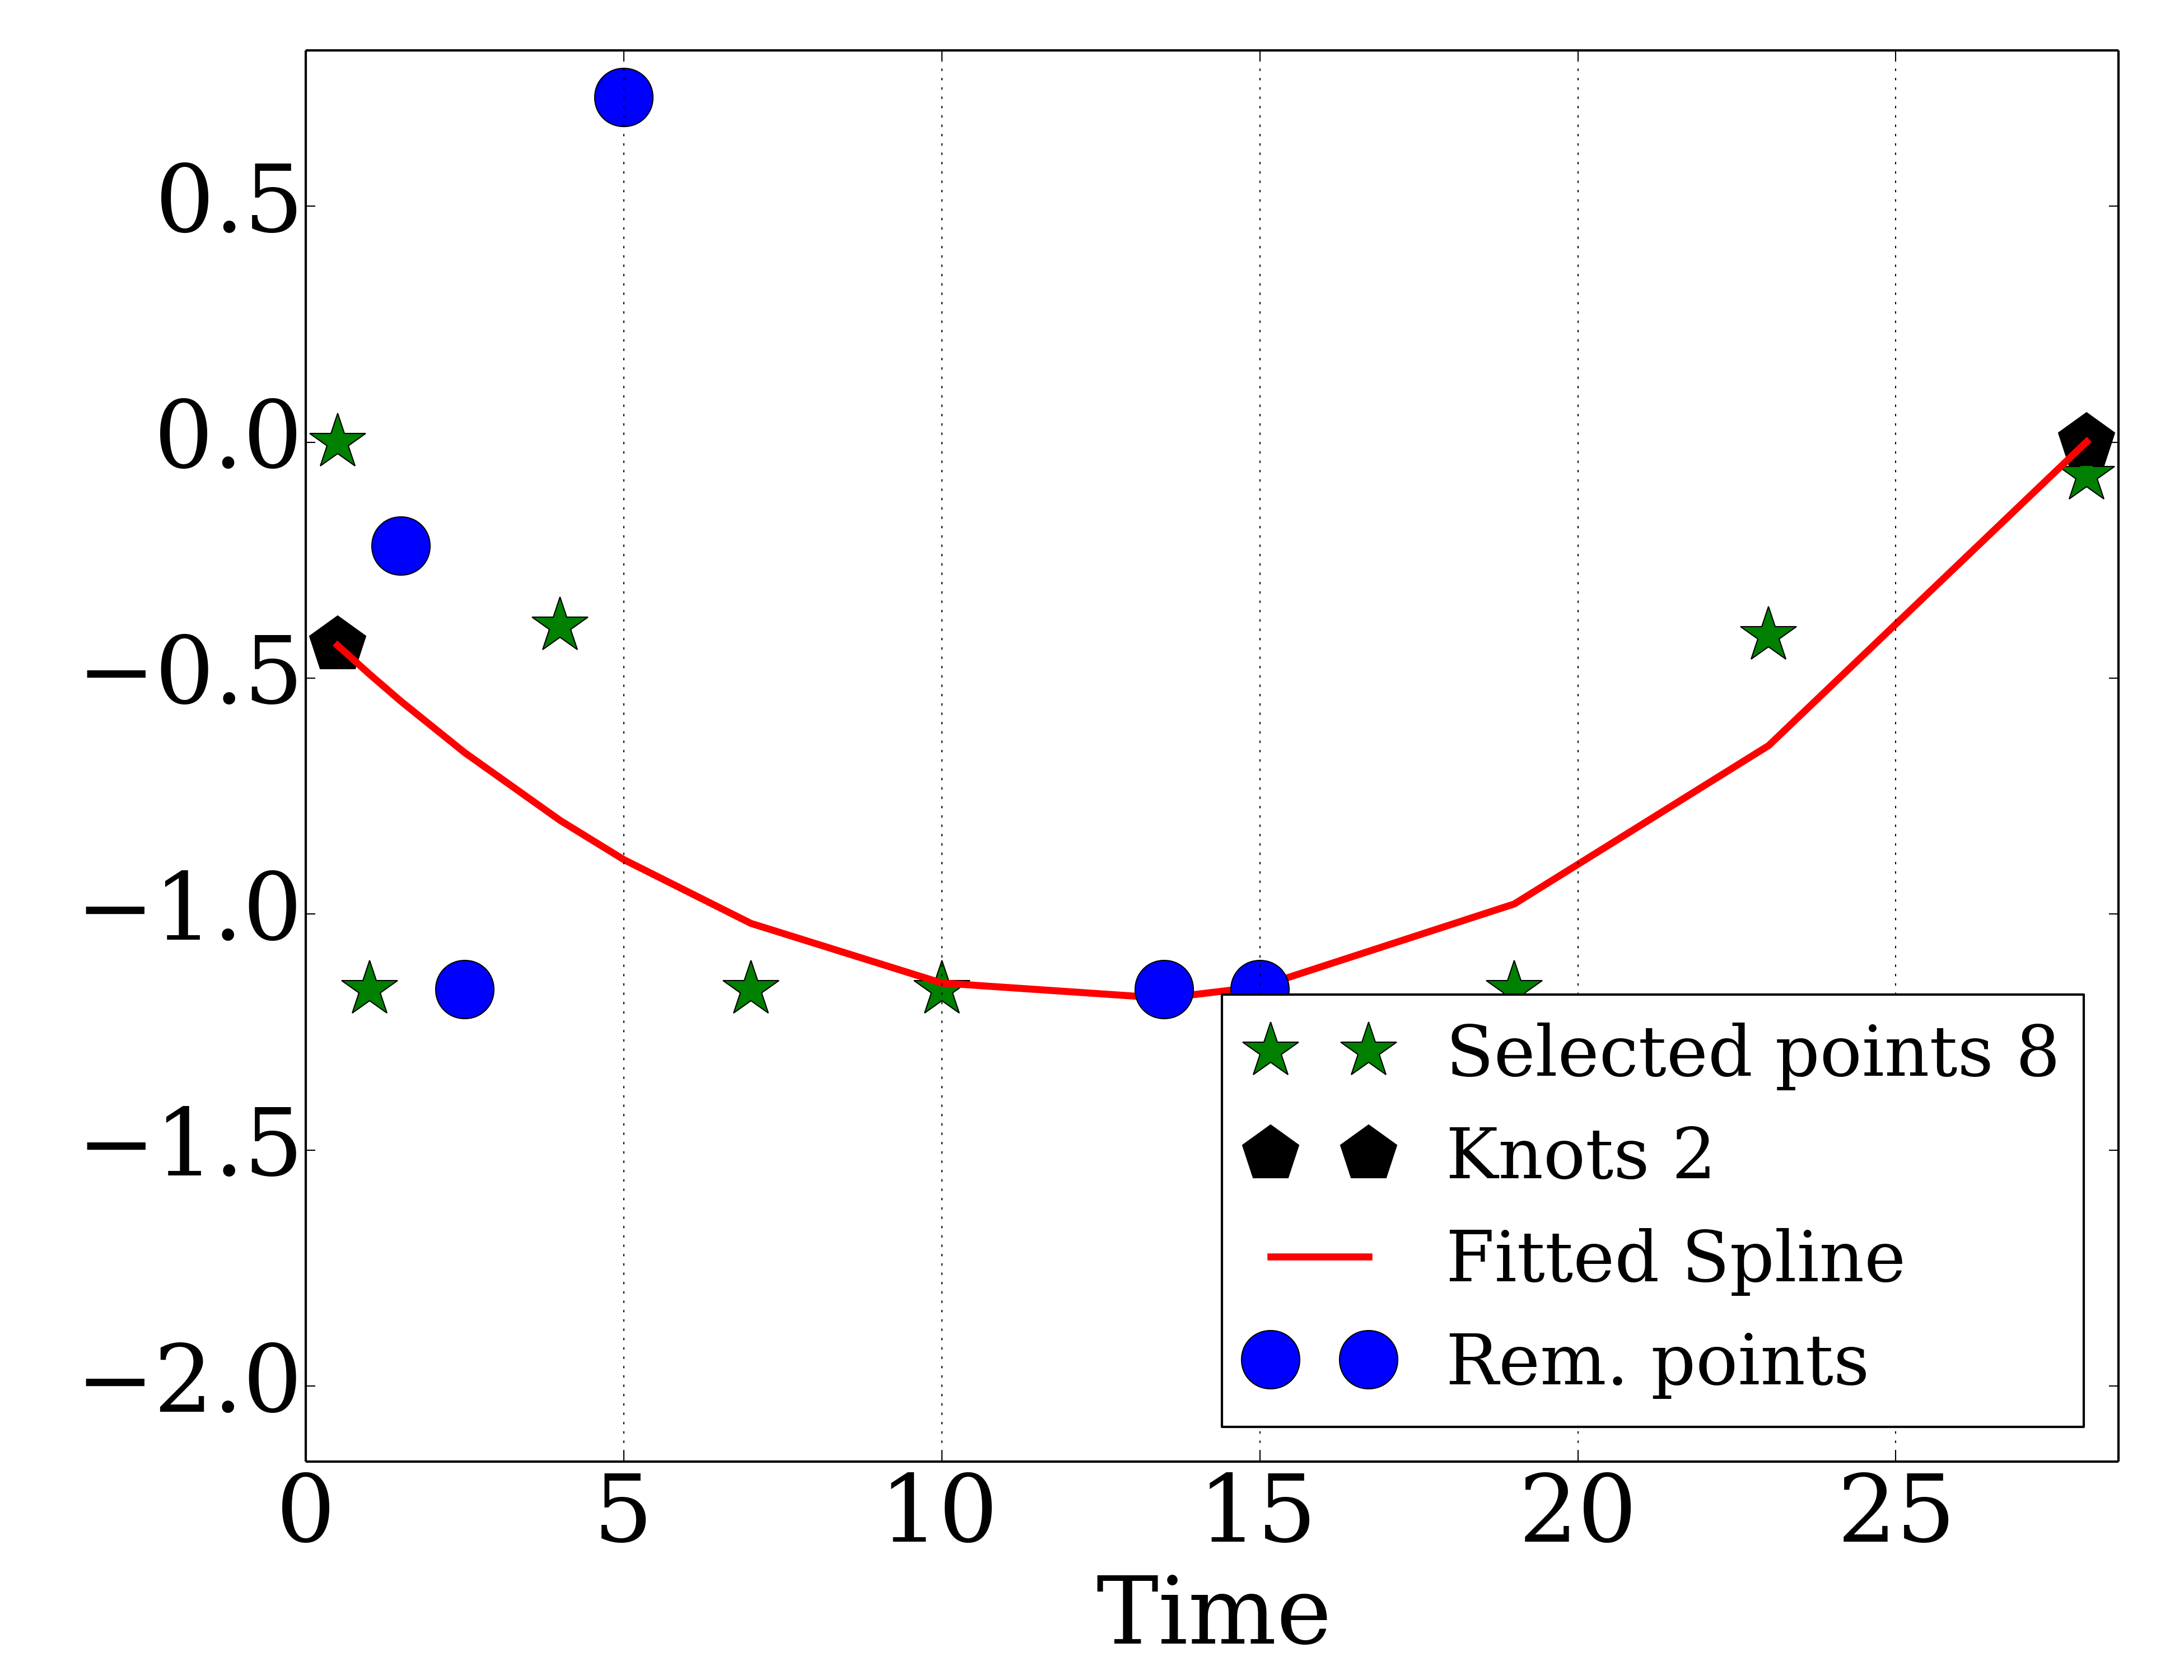 0.5
0.0
−0.5
−1.0
−1.5
−2.0
Selected points 8
Knots 2
Fitted Spline
Rem. points
0 5 10 15 20 25
Time